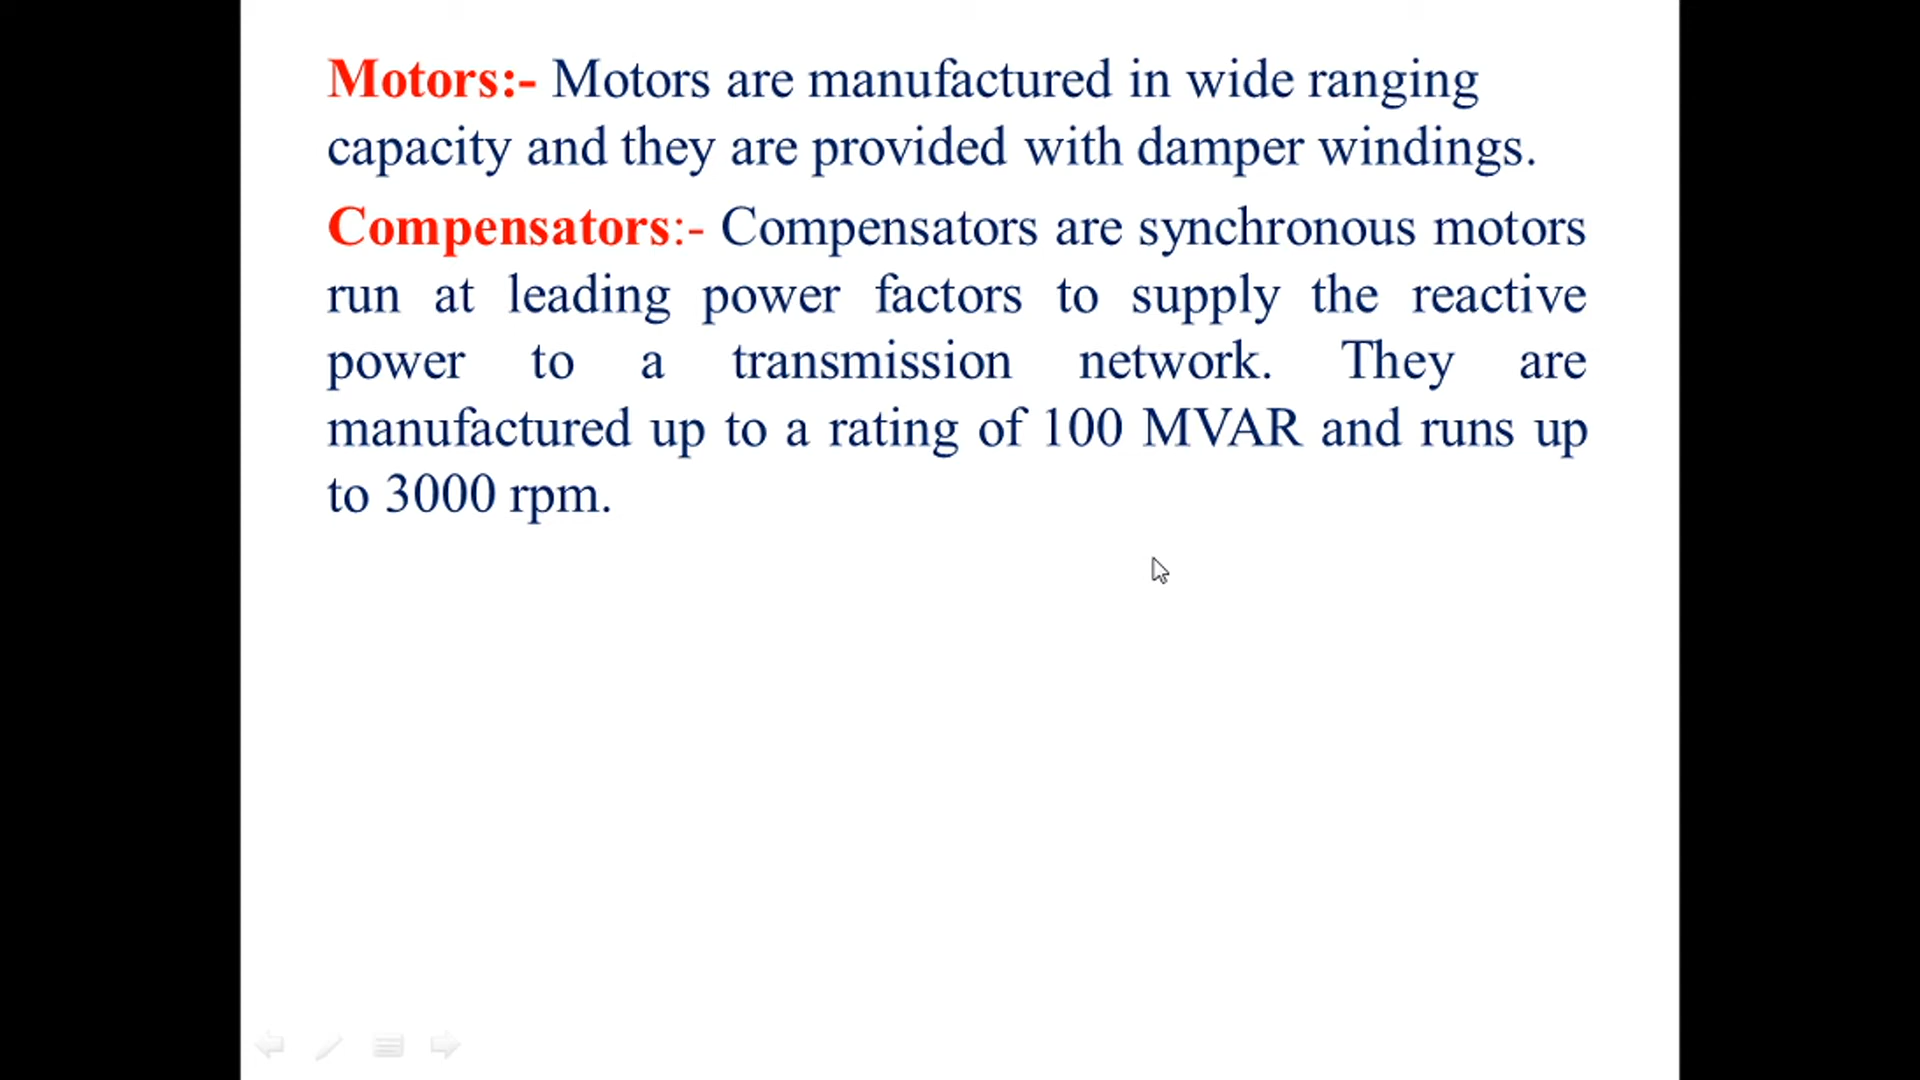 Motors:- Motors are manufactured in wide ranging
capacity and they are provided with damper windings.
Compensators:- Compensators are synchronous motors
run at leading power factors to supply the reactive
power to a transmission network. They are
manufactured up to a rating of 100 MVAR and runs up
to 3000 rpm.